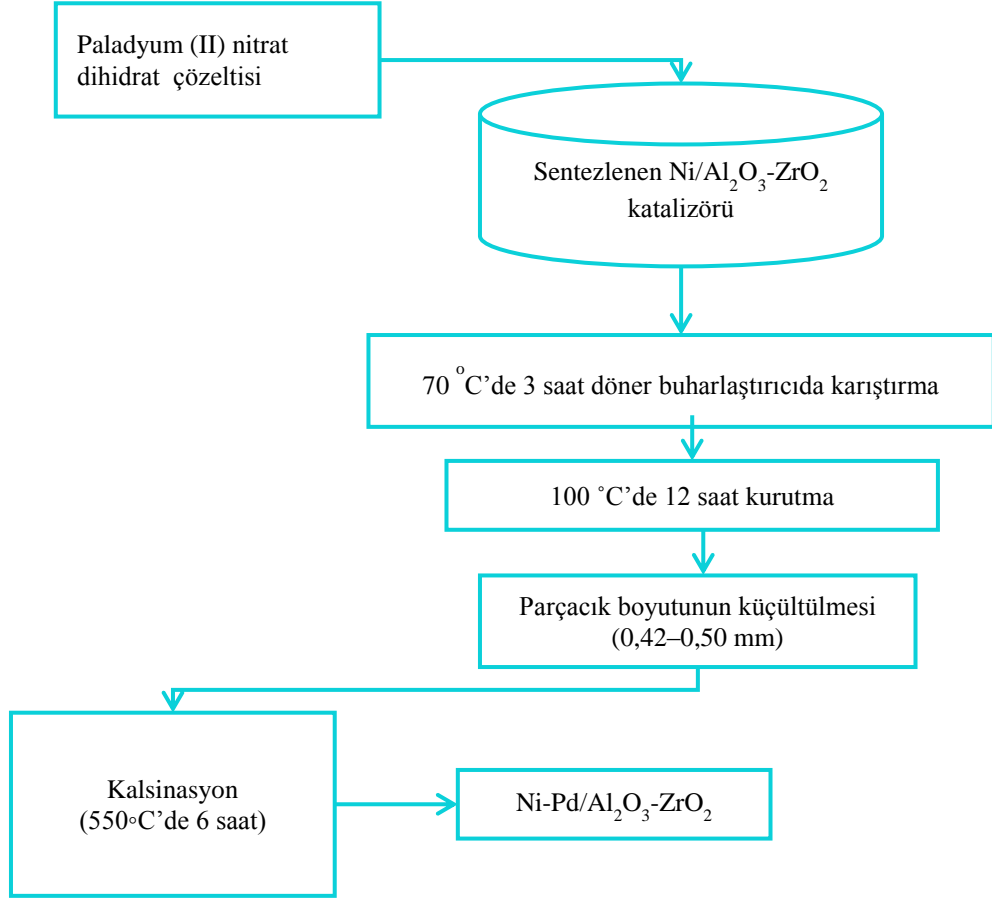 Paladyum (II) nitrat
dihidrat çözeltisi
Sentezlenen Ni/Al₂O₃-ZrO₂
katalizörü
70 °C’de 3 saat döner buharlaştırıcıda karıştırma
100 ˚C’de 12 saat kurutma
Parçacık boyutunun küçültülmesi
(0,42–0,50 mm)
Kalsinasyon
(550◦C’de 6 saat)
Ni-Pd/Al₂O₃-ZrO₂